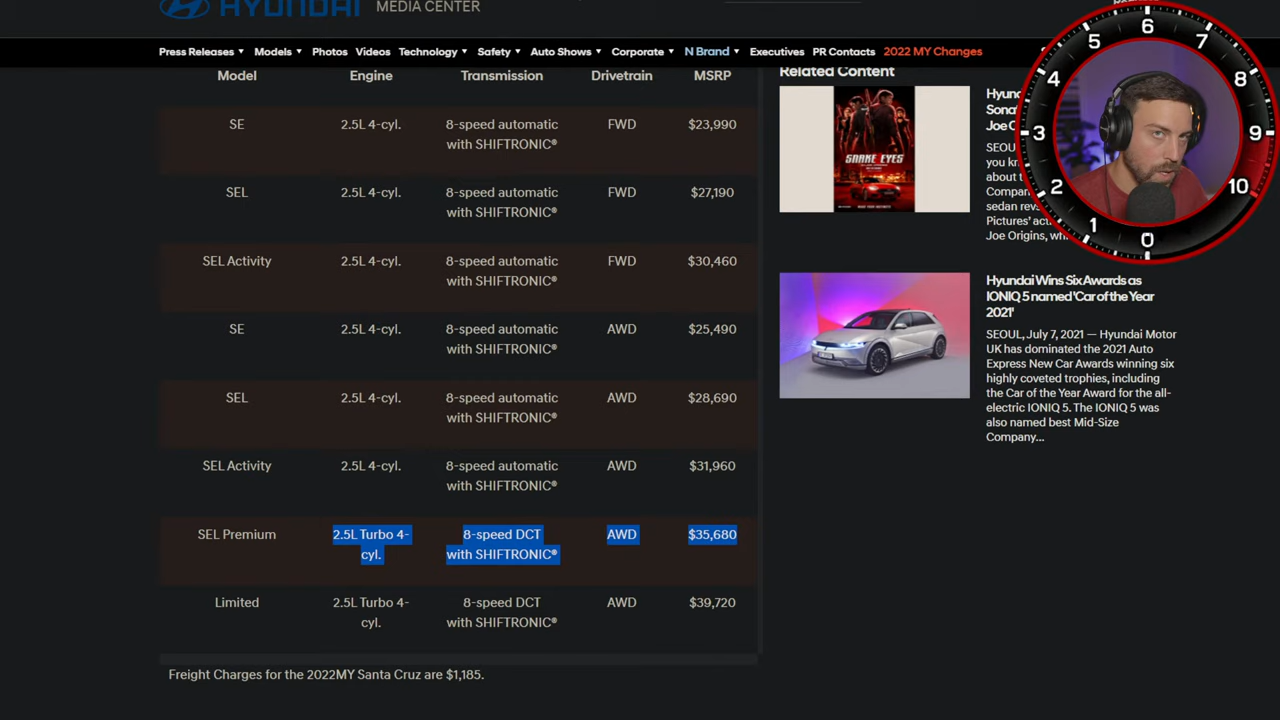 HYUNDAI MEDIA CENTER
Press Releases Models Photos Videos Technology Safety Auto Shows Corporate N Brand Executives PR Contacts 2022 MY Changes
Model Engine Transmission Drivetrain MSRP
SE 2.5L 4-cyl. 8-speed automatic with SHIFTRONIC® FWD $23,990
SEL 2.5L 4-cyl. 8-speed automatic with SHIFTRONIC® FWD $27,190
SEL Activity 2.5L 4-cyl. 8-speed automatic with SHIFTRONIC® FWD $30,460
SE 2.5L 4-cyl. 8-speed automatic with SHIFTRONIC® AWD $25,490
SEL 2.5L 4-cyl. 8-speed automatic with SHIFTRONIC® AWD $28,690
SEL Activity 2.5L 4-cyl. 8-speed automatic with SHIFTRONIC® AWD $31,960
SEL Premium 2.5L Turbo 4-cyl. 8-speed DCT with SHIFTRONIC® AWD $35,680
Limited 2.5L Turbo 4-cyl. 8-speed DCT with SHIFTRONIC® AWD $39,720
Freight Charges for the 2022MY Santa Cruz are $1,185.
Related Content
SNAKE EYES
Hyun
Sona
Joe O
SEOUL
you kn
about t
Compan
sedan rev
Pictures' act
Joe Origins, wh
Hyundai Wins Six Awards as
IONIQ 5 named 'Car of the Year
2021'
SEOUL, July 7, 2021 — Hyundai Motor
UK has dominated the 2021 Auto
Express New Car Awards winning six
highly coveted trophies, including
the Car of the Year Award for the all-
electric IONIQ 5. The IONIQ 5 was
also named best Mid-Size
Company...
0
1
2
3
4
5
6
7
8
9
10